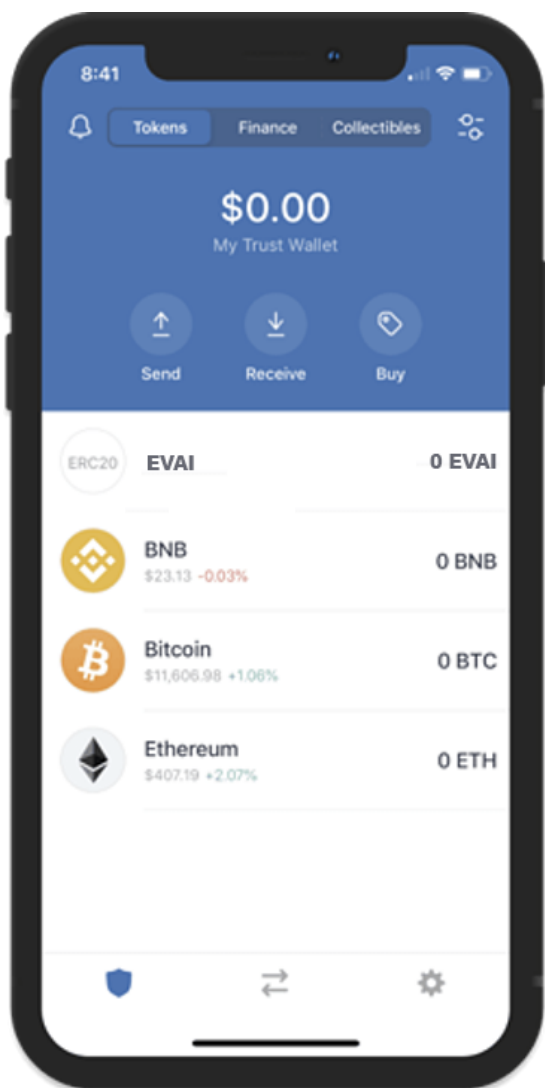 8:41
Tokens Finance Collectibles
$0.00
My Trust Wallet
Send Receive Buy
ERC20 EVAI 0 EVAI
BNB
$23.13 -0.03%
0 BNB
Bitcoin
$11,606.98 +1.06%
0 BTC
Ethereum
$407.19 +2.07%
0 ETH